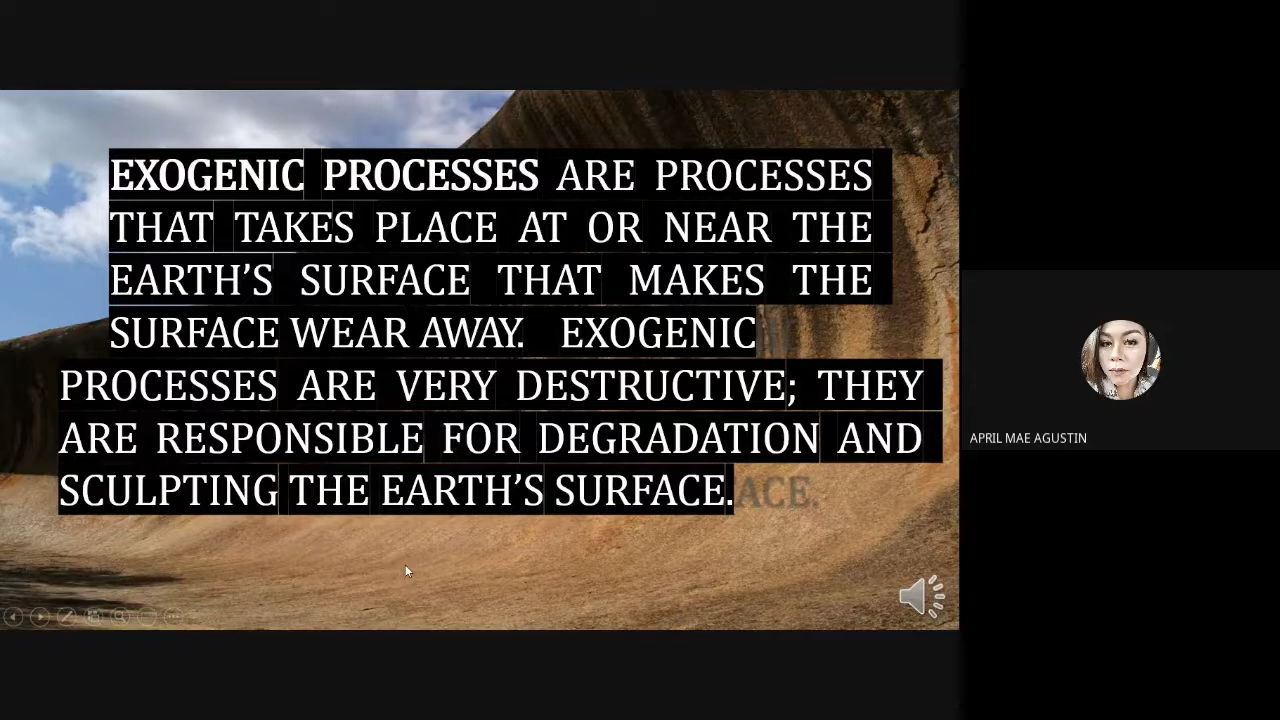 EXOGENIC PROCESSES ARE PROCESSES
THAT TAKES PLACE AT OR NEAR THE
EARTH’S SURFACE THAT MAKES THE
SURFACE WEAR AWAY. EXOGENIC
PROCESSES ARE VERY DESTRUCTIVE; THEY
ARE RESPONSIBLE FOR DEGRADATION AND
SCULPTING THE EARTH’S SURFACE.
APRIL MAE AGUSTIN